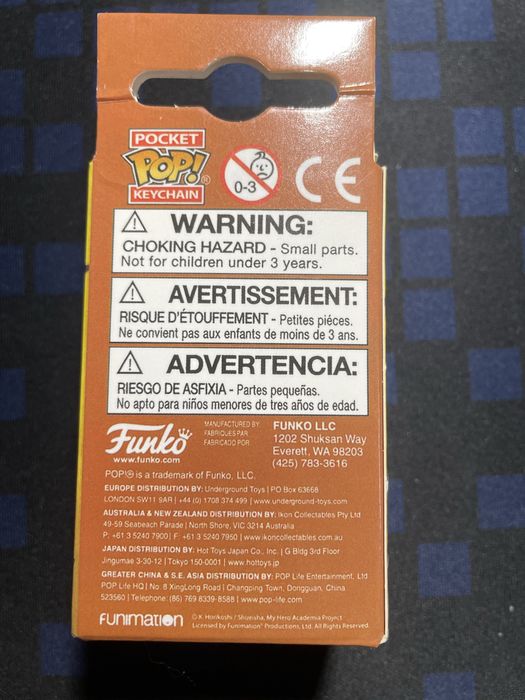 POCKET
POP!®
KEYCHAIN
0-3
CE
⚠ WARNING:
CHOKING HAZARD - Small parts.
Not for children under 3 years.
⚠ AVERTISSEMENT:
RISQUE D'ÉTOUFFEMENT - Petites piéces.
Ne convient pas aux enfants de moins de 3 ans.
⚠ ADVERTENCIA:
RIESGO DE ASFIXIA - Partes pequeñas.
No apto para niños menores de tres años de edad.
Funko
www.funko.com
MANUFACTURED BY
FABRIQUÉS PAR
FABRICADO POR
FUNKO LLC
1202 Shuksan Way
Everett, WA 98203
(425) 783-3616
POP!® is a trademark of Funko, LLC.
EUROPE DISTRIBUTION BY: Underground Toys | PO Box 63668
LONDON SW11 9AR | +44 (0) 1708 374 499 | www.underground-toys.com
AUSTRALIA & NEW ZEALAND DISTRIBUTION BY: Ikon Collectables Pty Ltd
49-59 Seabeach Parade | North Shore, VIC 3214 Australia
P: +61 3 5240 7900 | F: +61 3 5240 7950 | www.ikoncollectables.com.au
JAPAN DISTRIBUTION BY: Hot Toys Japan Co., Inc. | G Bldg 3rd Floor
Jingumae 3-30-12 | Tokyo 150-0001 | www.hottoys.jp
GREATER CHINA & S.E. ASIA DISTRIBUTION BY: POP Life Entertainment, Ltd
POP Life HQ | No. 8 XingLong Road | Changping Town, Dongguan, China
523560 | Telephone: (86) 769 8339 8588 | www.pop-life.com
FUNIMATION
© K. Horikoshi / Shueisha, My Hero Academia Project
Licensed by Funimation® Productions, Ltd. All Rights Reserved.